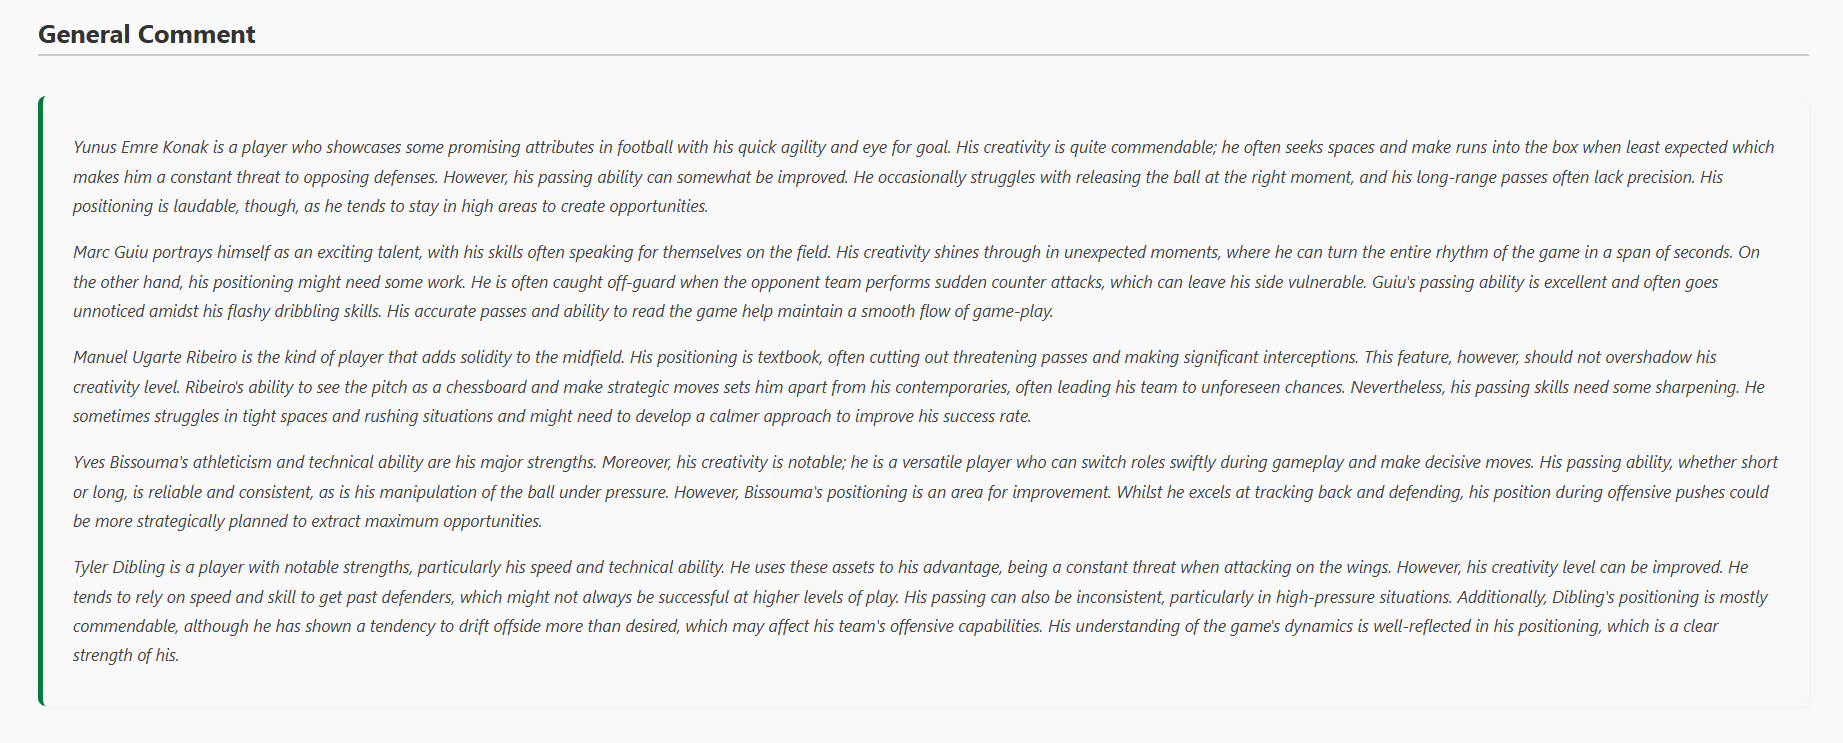 General Comment
Yunus Emre Konak is a player who showcases some promising attributes in football with his quick agility and eye for goal. His creativity is quite commendable; he often seeks spaces and make runs into the box when least expected which
makes him a constant threat to opposing defenses. However, his passing ability can somewhat be improved. He occasionally struggles with releasing the ball at the right moment, and his long-range passes often lack precision. His
positioning is laudable, though, as he tends to stay in high areas to create opportunities.
Marc Guiu portrays himself as an exciting talent, with his skills often speaking for themselves on the field. His creativity shines through in unexpected moments, where he can turn the entire rhythm of the game in a span of seconds. On
the other hand, his positioning might need some work. He is often caught off-guard when the opponent team performs sudden counter attacks, which can leave his side vulnerable. Guiu's passing ability is excellent and often goes
unnoticed amidst his flashy dribbling skills. His accurate passes and ability to read the game help maintain a smooth flow of game-play.
Manuel Ugarte Ribeiro is the kind of player that adds solidity to the midfield. His positioning is textbook, often cutting out threatening passes and making significant interceptions. This feature, however, should not overshadow his
creativity level. Ribeiro's ability to see the pitch as a chessboard and make strategic moves sets him apart from his contemporaries, often leading his team to unforeseen chances. Nevertheless, his passing skills need some sharpening. He
sometimes struggles in tight spaces and rushing situations and might need to develop a calmer approach to improve his success rate.
Yves Bissouma's athleticism and technical ability are his major strengths. Moreover, his creativity is notable; he is a versatile player who can switch roles swiftly during gameplay and make decisive moves. His passing ability, whether short
or long, is reliable and consistent, as is his manipulation of the ball under pressure. However, Bissouma's positioning is an area for improvement. Whilst he excels at tracking back and defending, his position during offensive pushes could
be more strategically planned to extract maximum opportunities.
Tyler Dibling is a player with notable strengths, particularly his speed and technical ability. He uses these assets to his advantage, being a constant threat when attacking on the wings. However, his creativity level can be improved. He
tends to rely on speed and skill to get past defenders, which might not always be successful at higher levels of play. His passing can also be inconsistent, particularly in high-pressure situations. Additionally, Dibling's positioning is mostly
commendable, although he has shown a tendency to drift offside more than desired, which may affect his team's offensive capabilities. His understanding of the game's dynamics is well-reflected in his positioning, which is a clear
strength of his.